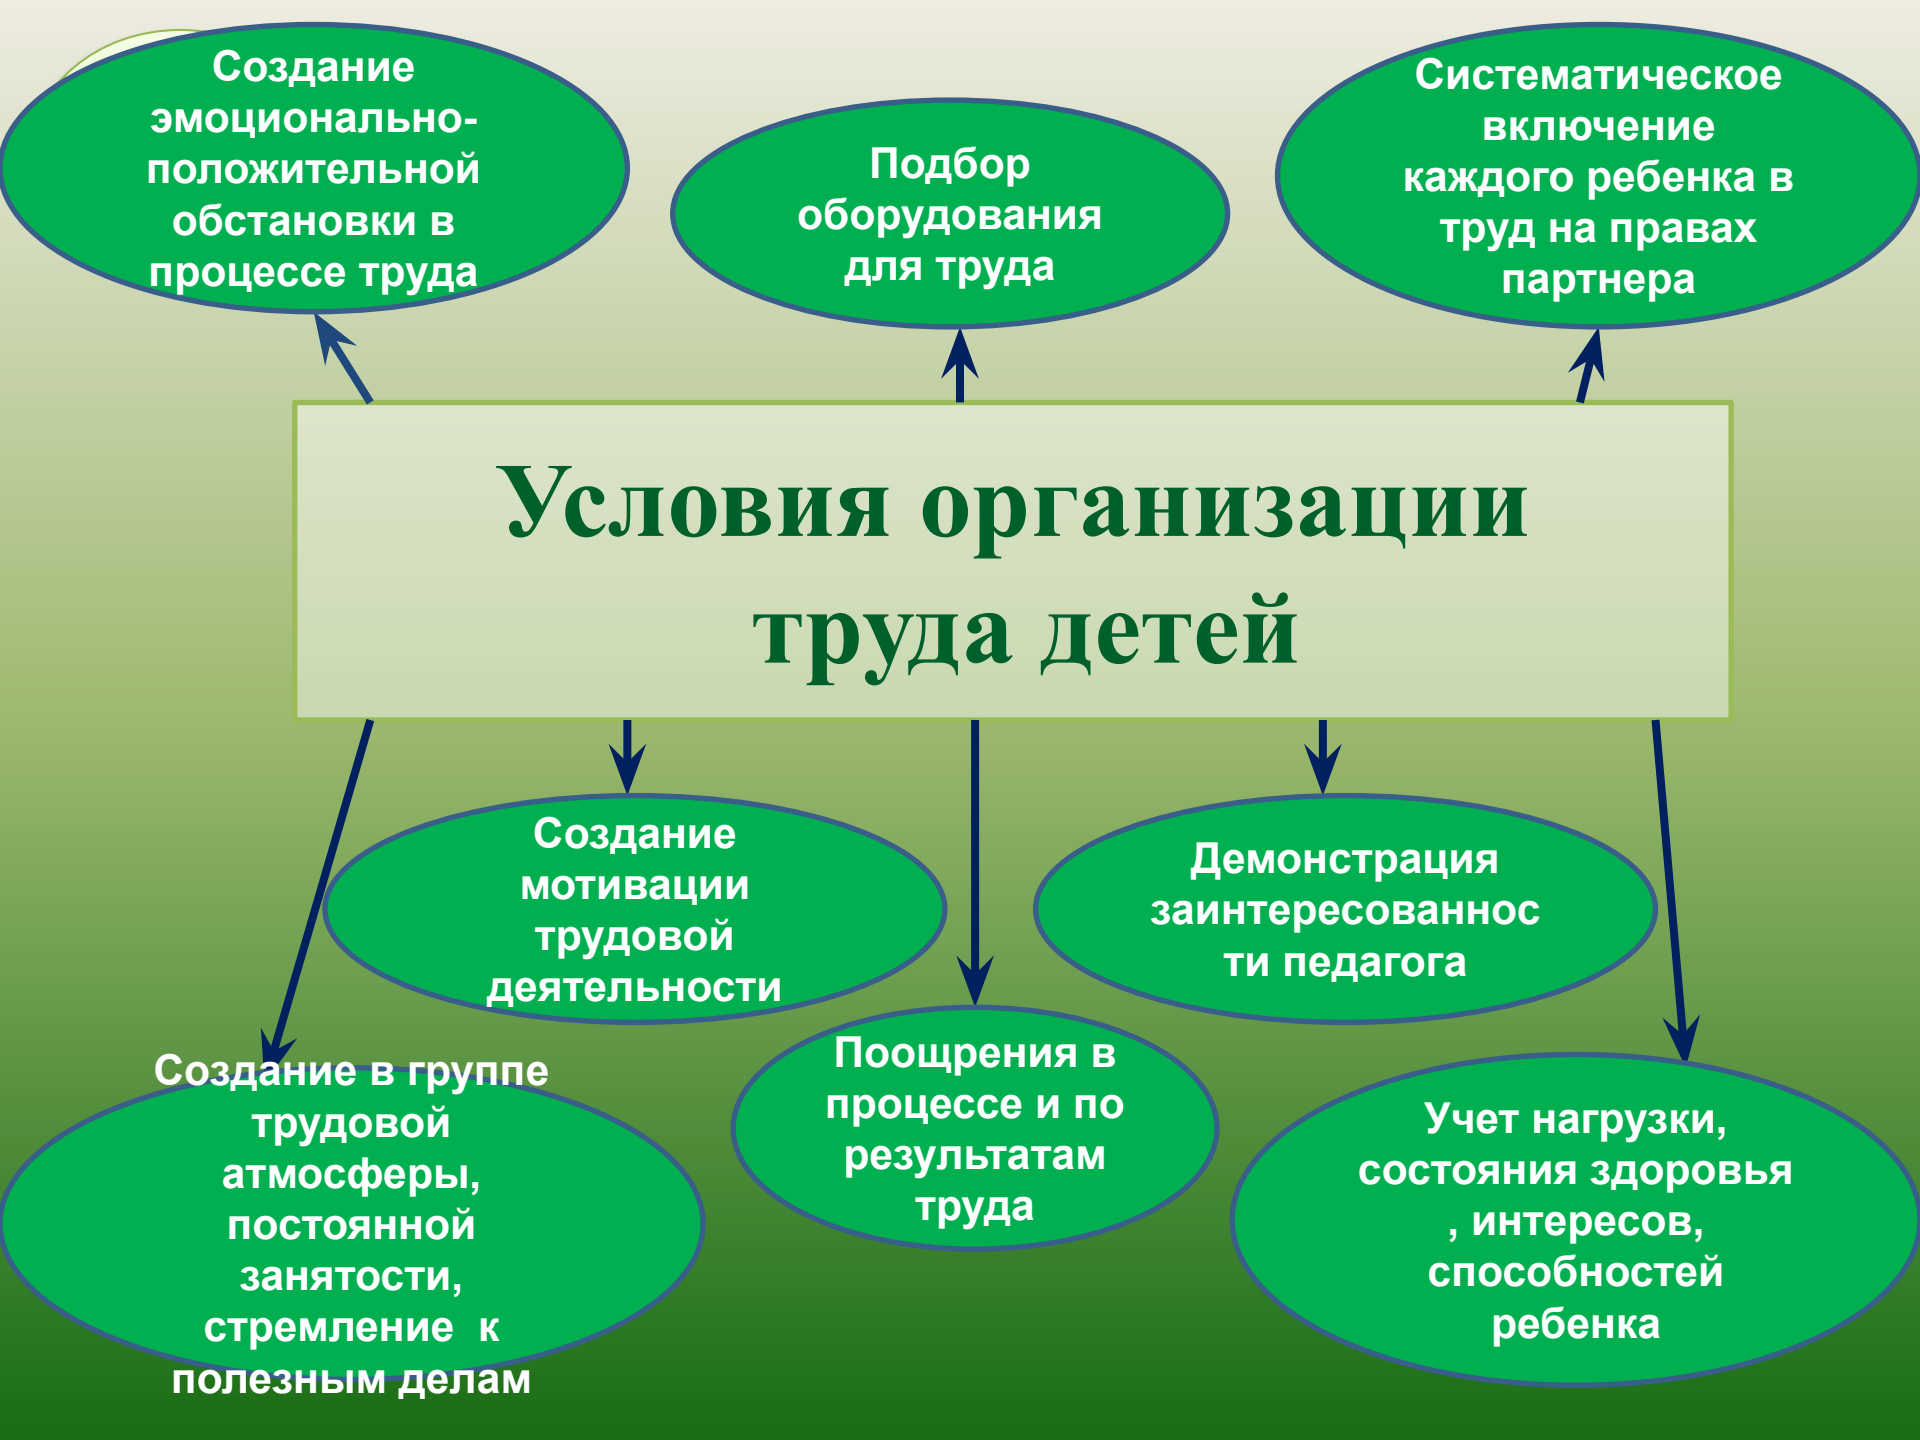 Создание
эмоционально-
положительной
обстановки в
процессе труда
Подбор
оборудования
для труда
Систематическое
включение
каждого ребенка в
труд на правах
партнера
Условия организации
труда детей
Создание
мотивации
трудовой
деятельности
Демонстрация
заинтересованнос
ти педагога
Создание в группе
трудовой
атмосферы,
постоянной
занятости,
стремление  к
полезным делам
Поощрения в
процессе и по
результатам
труда
Учет нагрузки,
состояния здоровья
, интересов,
способностей
ребенка